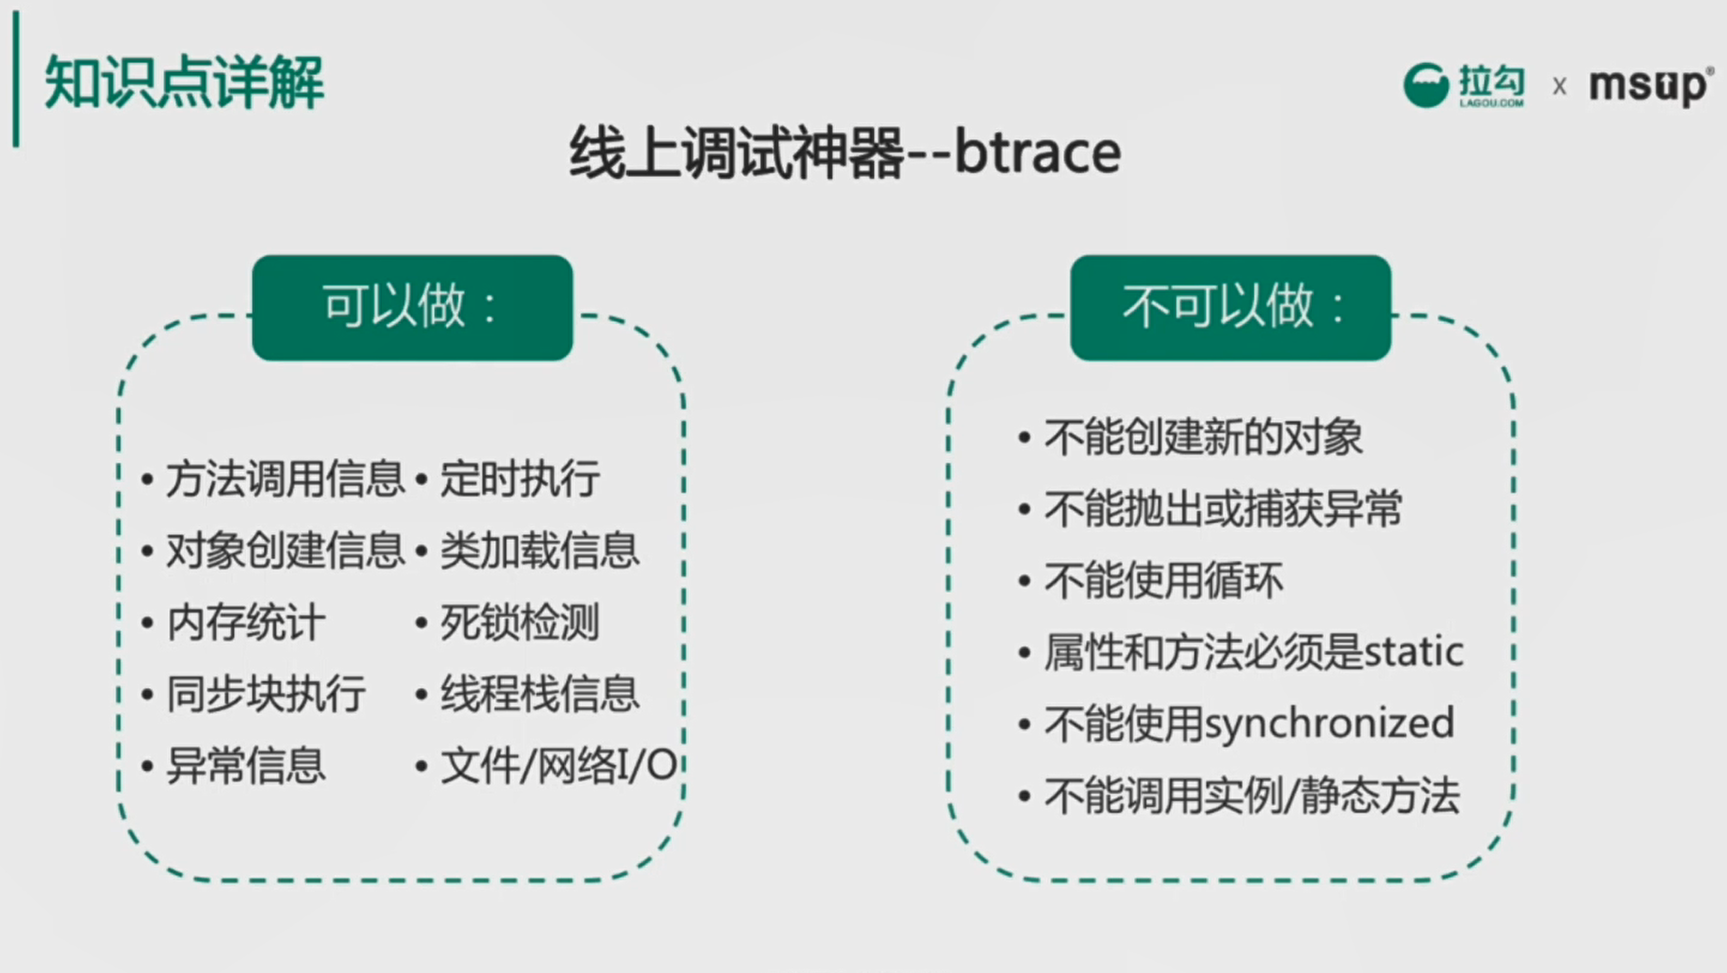 知识点详解
拉勾
LAGOU.COM
x
msup®
线上调试神器--btrace
可以做：
• 方法调用信息
• 对象创建信息
• 内存统计
• 同步块执行
• 异常信息
• 定时执行
• 类加载信息
• 死锁检测
• 线程栈信息
• 文件/网络I/O
不可以做：
• 不能创建新的对象
• 不能抛出或捕获异常
• 不能使用循环
• 属性和方法必须是static
• 不能使用synchronized
• 不能调用实例/静态方法